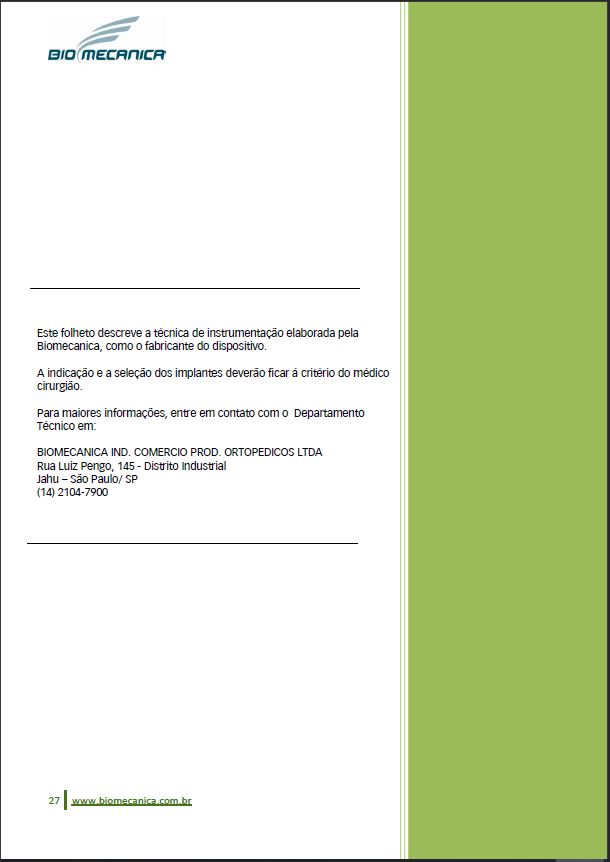 BIOMECANICA
Este folheto descreve a técnica de instrumentação elaborada pela
Biomecanica, como o fabricante do dispositivo.
A indicação e a seleção dos implantes deverão ficar á critério do médico
cirurgião.
Para maiores informações, entre em contato com o  Departamento
Técnico em:
BIOMECANICA IND. COMERCIO PROD. ORTOPEDICOS LTDA
Rua Luiz Pengo, 145 - Distrito Industrial
Jahu – São Paulo/ SP
(14) 2104-7900
27 www.biomecanica.com.br